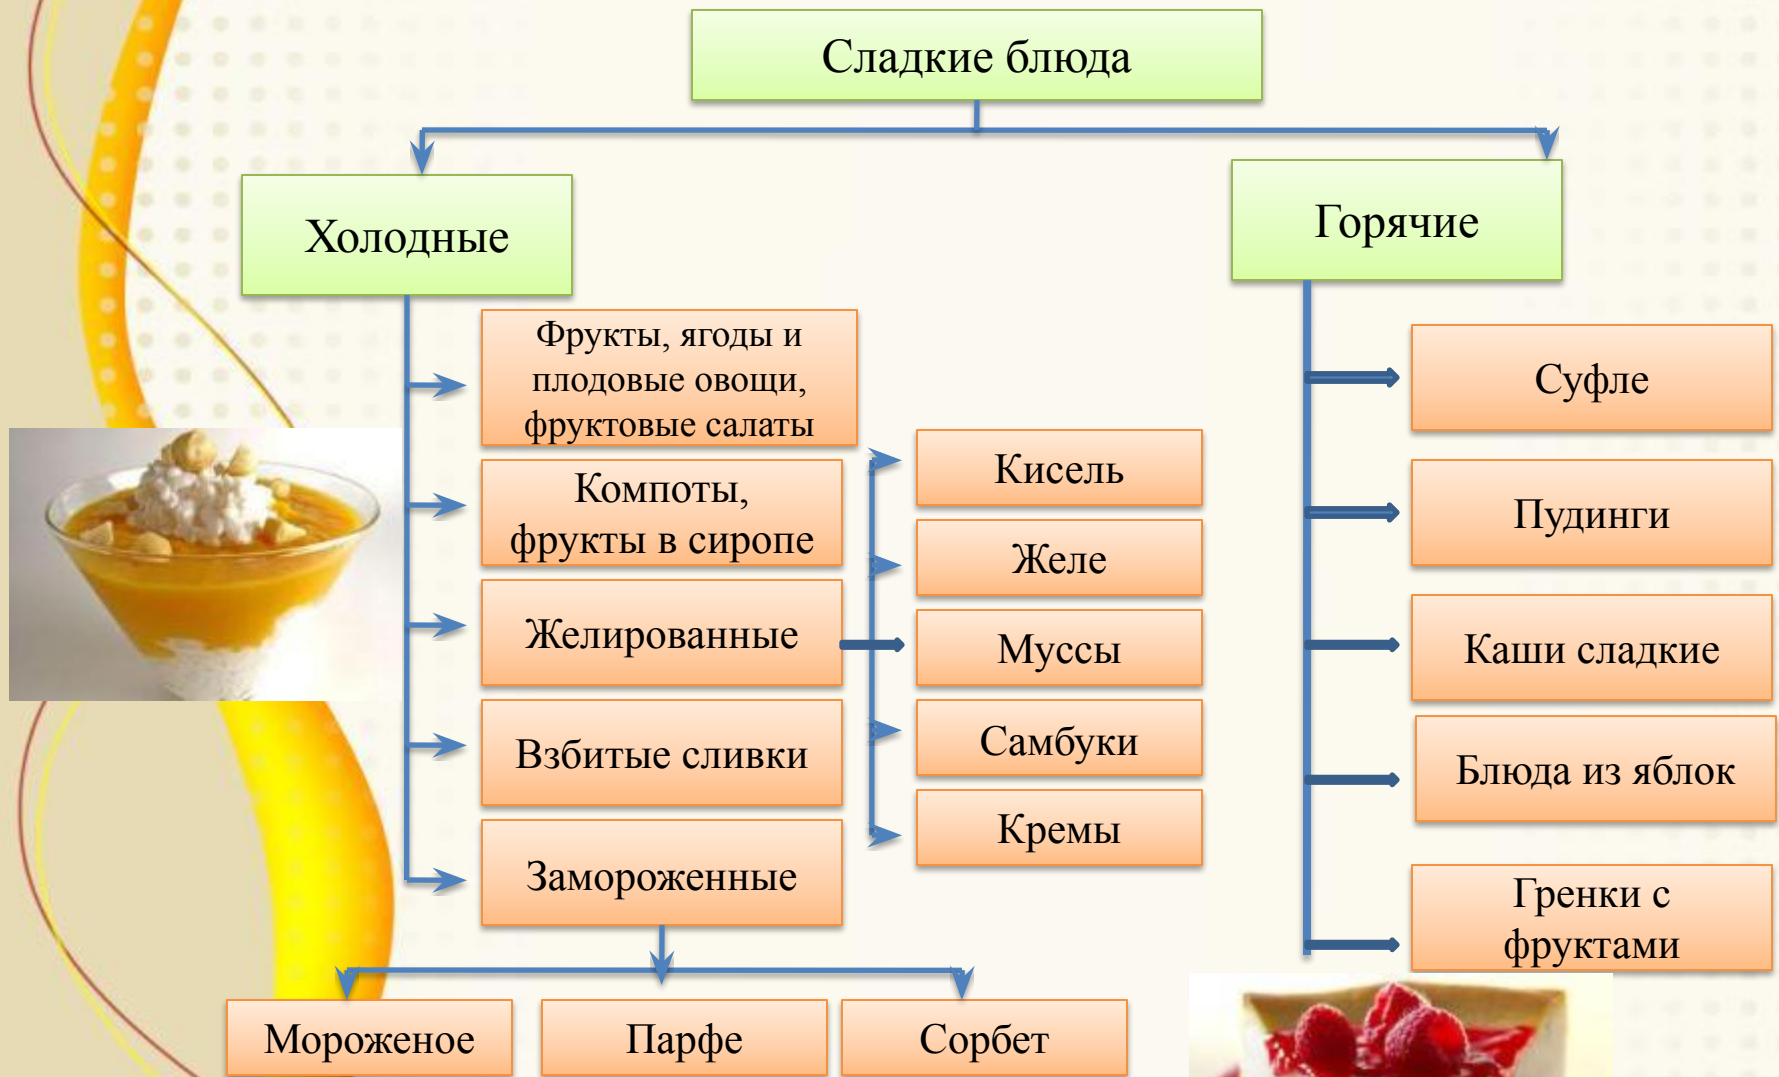 Сладкие блюда
Холодные
Фрукты, ягоды и
плодовые овощи,
фруктовые салаты
Компоты,
фрукты в сиропе
Желированные
Взбитые сливки
Замороженные
Кисель
Желе
Муссы
Самбуки
Кремы
Мороженое
Парфе
Сорбет
Горячие
Суфле
Пудинги
Каши сладкие
Блюда из яблок
Гренки с
фруктами